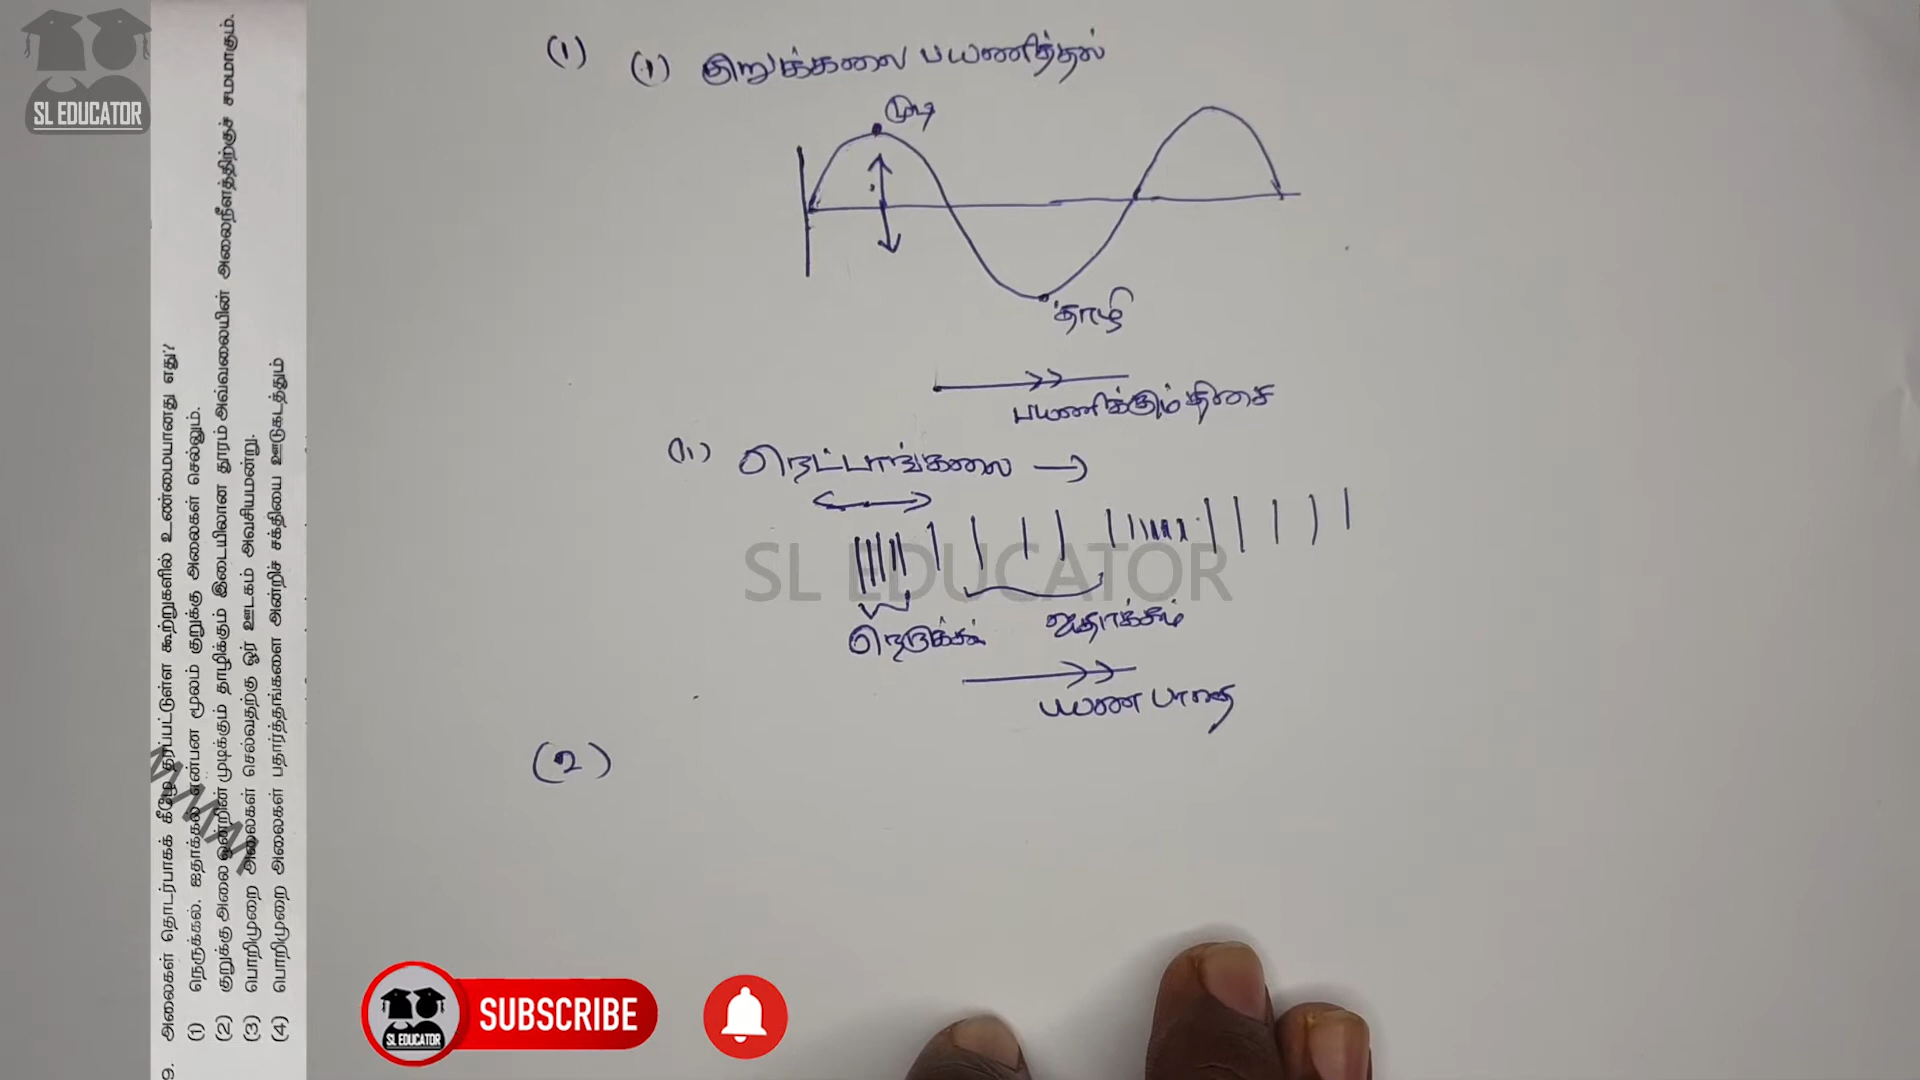 SL EDUCATOR
9. அலைகள் தொடர்பாகக் கீழே தரப்பட்டுள்ள கூற்றுகளில் உண்மையானது எது?
(1) நெருக்கல், ஐதாக்கல் என்பன மூலம் குறுக்கு அலைகள் செல்லும்.
(2) குறுக்கு அலை ஒன்றின் முடிக்கும் தாழிக்கும் இடையிலான தூரம் அவ்வலையின் அலைநீளத்திற்குச் சமமாகும்.
(3) பொறிமுறை அலைகள் செல்வதற்கு ஓர் ஊடகம் அவசியமன்று.
(4) பொறிமுறை அலைகள் பதார்த்தங்களை அன்றிச் சக்தியை ஊடுகடத்தும்
(1) (i) குறுக்கலை பயணித்தல்
முடி
தாழி
பயணிக்கும் திசை
(ii) நெட்டாங்கலை
SL EDUCATOR
நெருக்கல் ஐதாக்கம்
பயண பாதை
(2)
SL EDUCATOR
SUBSCRIBE